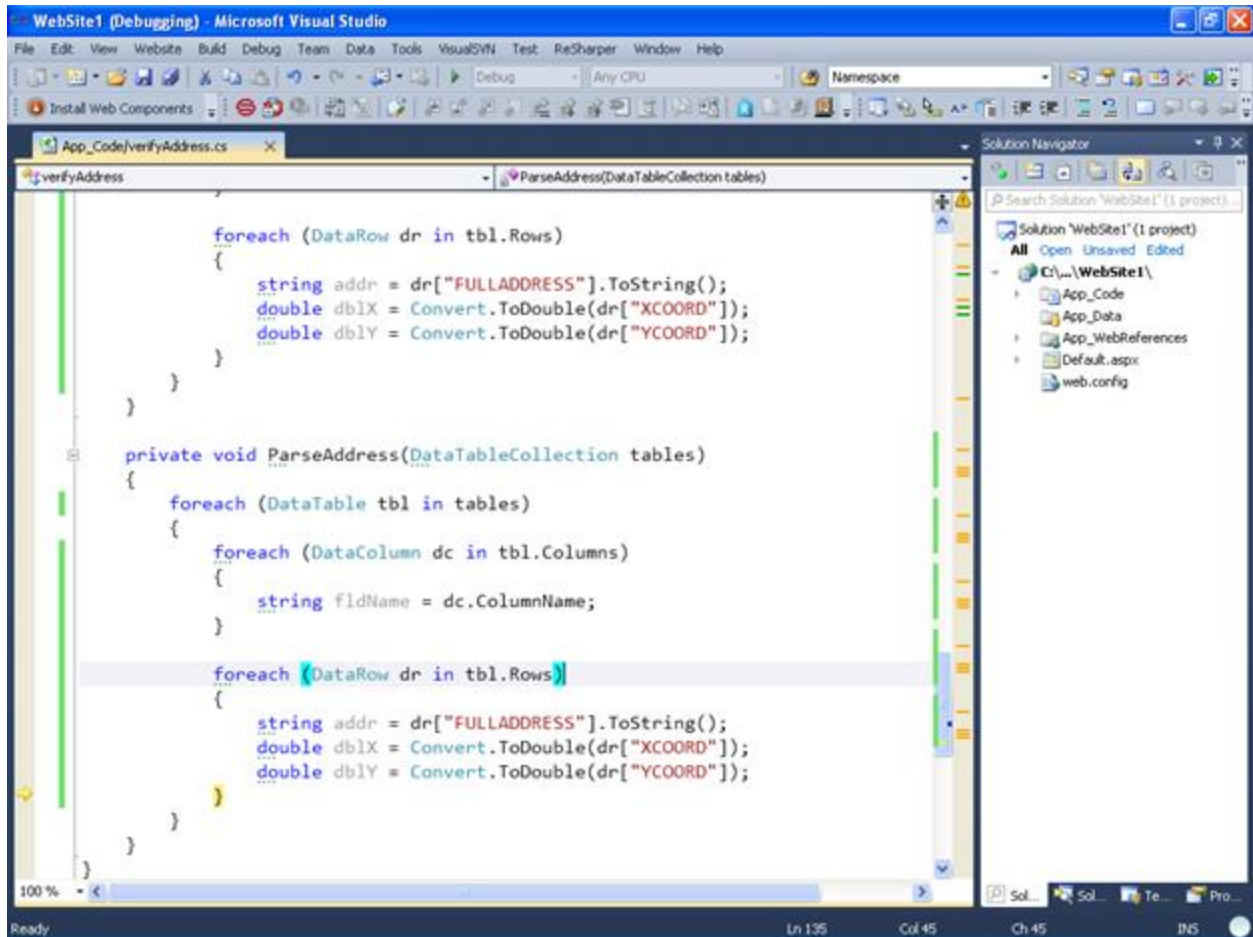 WebSite1 (Debugging) - Microsoft Visual Studio
File Edit View Website Build Debug Team Data Tools VisualSVN Test ReSharper Window Help
Debug Any CPU Namespace
Install Web Components
App_Code/verifyAddress.cs
verifyAddress ParseAddress(DataTableCollection tables)
}
foreach (DataRow dr in tbl.Rows)
{
string addr = dr["FULLADDRESS"].ToString();
double dblX = Convert.ToDouble(dr["XCOORD"]);
double dblY = Convert.ToDouble(dr["YCOORD"]);
}
}
}
private void ParseAddress(DataTableCollection tables)
{
foreach (DataTable tbl in tables)
{
foreach (DataColumn dc in tbl.Columns)
{
string fldName = dc.ColumnName;
}
foreach (DataRow dr in tbl.Rows)
{
string addr = dr["FULLADDRESS"].ToString();
double dblX = Convert.ToDouble(dr["XCOORD"]);
double dblY = Convert.ToDouble(dr["YCOORD"]);
}
}
}
}
100 %
Solution Navigator
Search Solution 'WebSite1' (1 project)...
Solution 'WebSite1' (1 project)
All Open Unsaved Edited
C:\...\WebSite1\
App_Code
App_Data
App_WebReferences
Default.aspx
web.config
Sol... Sol... Te... Pro...
Ready Ln 135 Col 45 Ch 45 INS